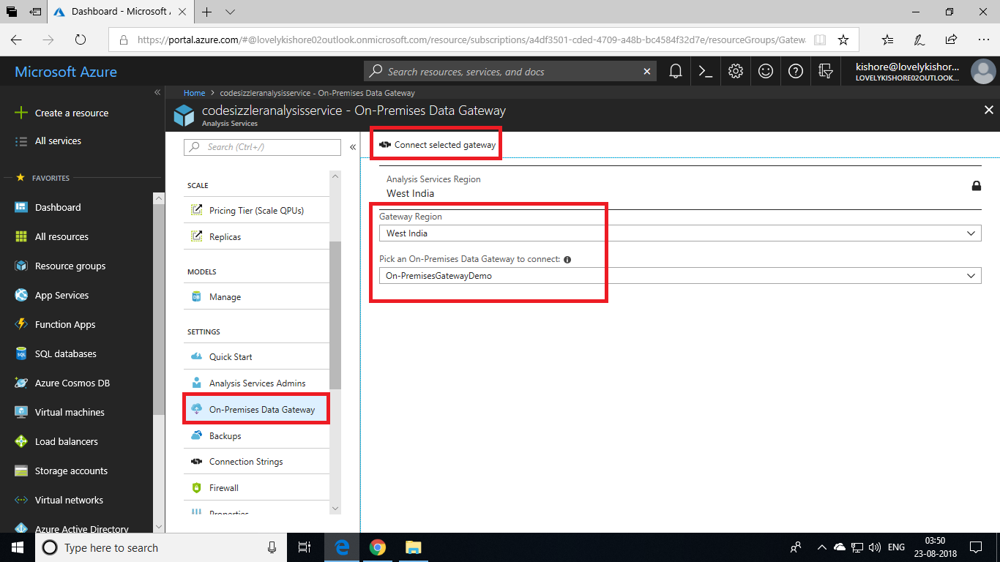 Dashboard - Microsoft A
https://portal.azure.com/#@lovelykishore02outlook.onmicrosoft.com/resource/subscriptions/a4df3501-cded-4709-a48b-bc4584f32d7e/resourceGroups/Gatew
Microsoft Azure
Search resources, services, and docs
kishore@lovelykishor...
LOVELYKISHORE02OUTLOOK...
Home > codesizzleranalysisservice - On-Premises Data Gateway
codesizzleranalysisservice - On-Premises Data Gateway
Analysis Services
Create a resource
All services
FAVORITES
Dashboard
All resources
Resource groups
App Services
Function Apps
SQL databases
Azure Cosmos DB
Virtual machines
Load balancers
Storage accounts
Virtual networks
Azure Active Directory
Search (Ctrl+/)
SCALE
Pricing Tier (Scale QPUs)
Replicas
MODELS
Manage
SETTINGS
Quick Start
Analysis Services Admins
On-Premises Data Gateway
Backups
Connection Strings
Firewall
Properties
Connect selected gateway
Analysis Services Region
West India
Gateway Region
West India
Pick an On-Premises Data Gateway to connect:
On-PremisesGatewayDemo
Type here to search
ENG
03:50
23-08-2018